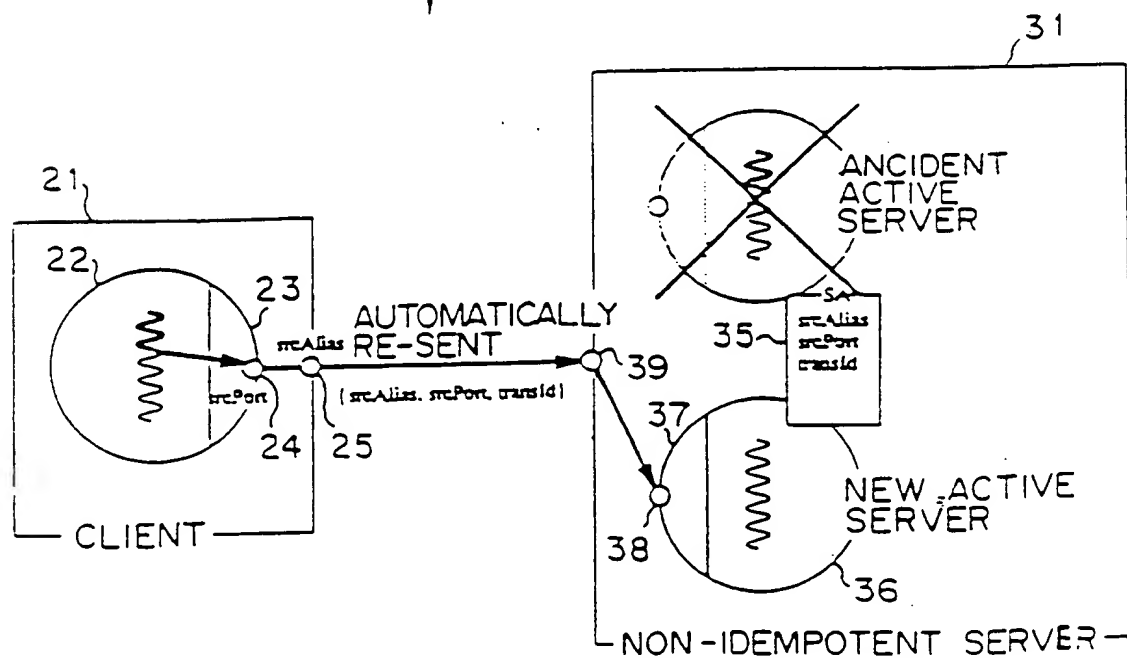 31
21
22
23
srcPort
24
CLIENT
srcAlias
25
AUTOMATICALLY
RE-SENT
(srcAlias, srcPort, transId)
39
ANCIDENT
ACTIVE
SERVER
SA
35
srcAlias
srcPort
transId
37
38
NEW ACTIVE
SERVER
36
NON-IDEMPOTENT SERVER